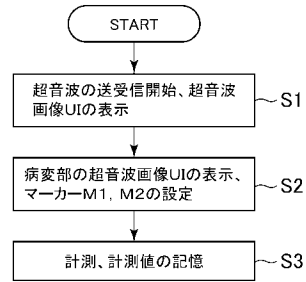 START
超音波の送受信開始、超音波
画像UIの表示
S1
病変部の超音波画像UIの表示、
マーカーM1, M2の設定
S2
計測、計測値の記憶
S3